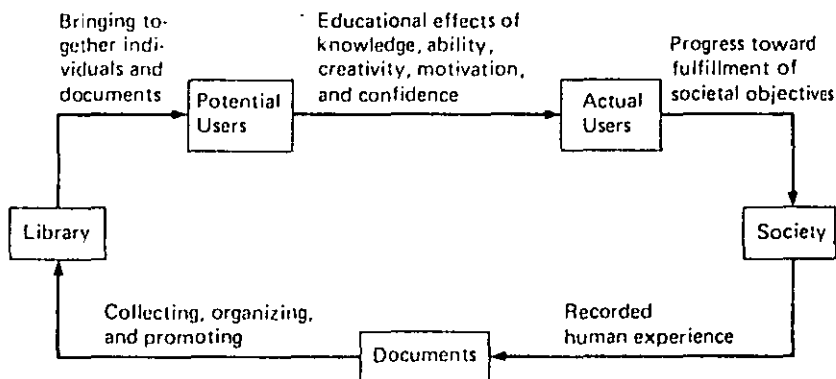 Bringing to-
gether indi-
viduals and
documents
Educational effects of
knowledge, ability,
creativity, motivation,
and confidence
Progress toward
fulfillment of
societal objectives
Potential
Users
Actual
Users
Library
Society
Collecting, organizing,
and promoting
Recorded
human experience
Documents